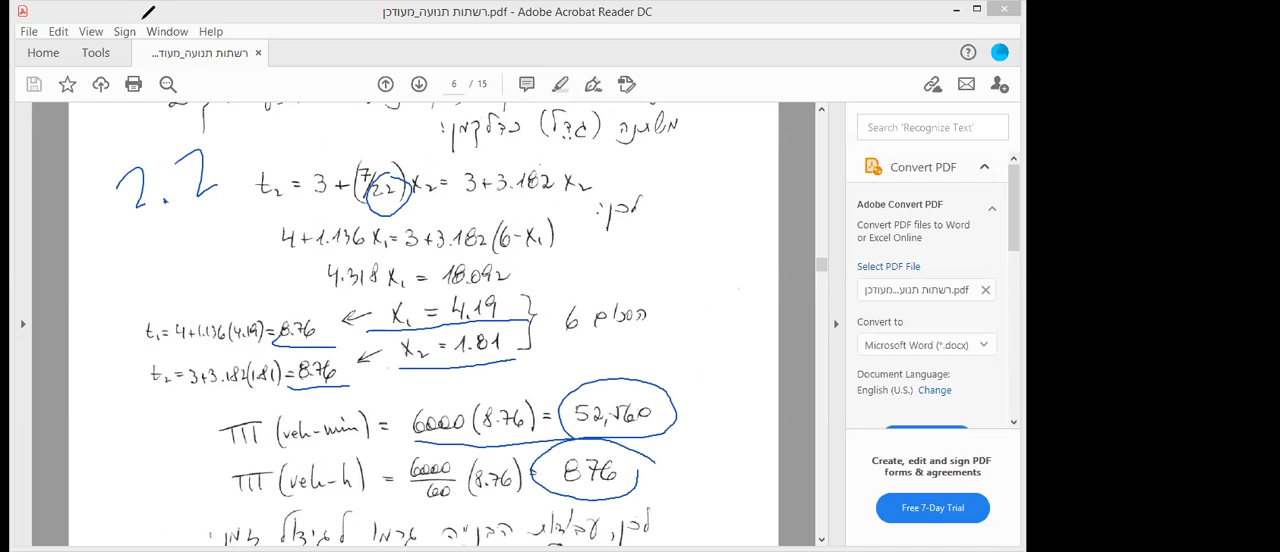 רשתות תנועה_מעודכן.pdf - Adobe Acrobat Reader DC
File Edit View Sign Window Help
Home Tools רשתות תנועה_מעוד... ×
6 / 15
משתנה (גדל) כדלקמן:
2.2
t₂ = 3 + (7/2.2) x₂ = 3 + 3.182 x₂
לכן:
4 + 1.136 x₁ = 3 + 3.182 (6 - x₁)
4.318 x₁ = 18.092
x₁ = 4.19
t₁ = 4 + 1.136 (4.19) = 8.76
הסכום 6
x₂ = 1.81
t₂ = 3 + 3.182 (1.81) = 8.76
TTT (veh-min) = 6000 (8.76) = 52,560
TTT (veh-h) = 6000/60 (8.76) = 876
Search 'Recognize Text'
Convert PDF
Adobe Convert PDF
Convert PDF files to Word
or Excel Online
Select PDF File
רשתות תנוע...מעודכן.pdf
Convert to
Microsoft Word (*.docx)
Document Language:
English (U.S.) Change
Create, edit and sign PDF
forms & agreements
Free 7-Day Trial